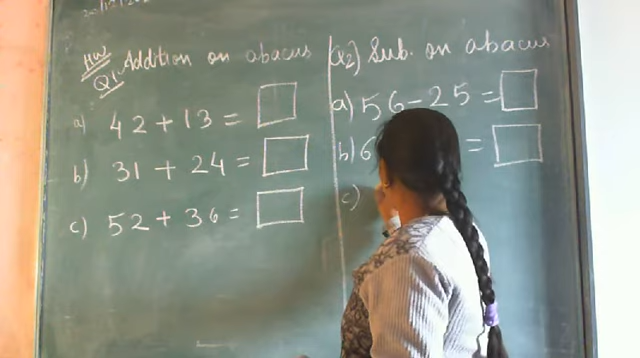 HW
Q1. Addition on abacus
a) 42 + 13 =
b) 31 + 24 =
c) 52 + 36 =
Q2) Sub. on abacus
a) 56 - 25 =
b) 6 =
c)